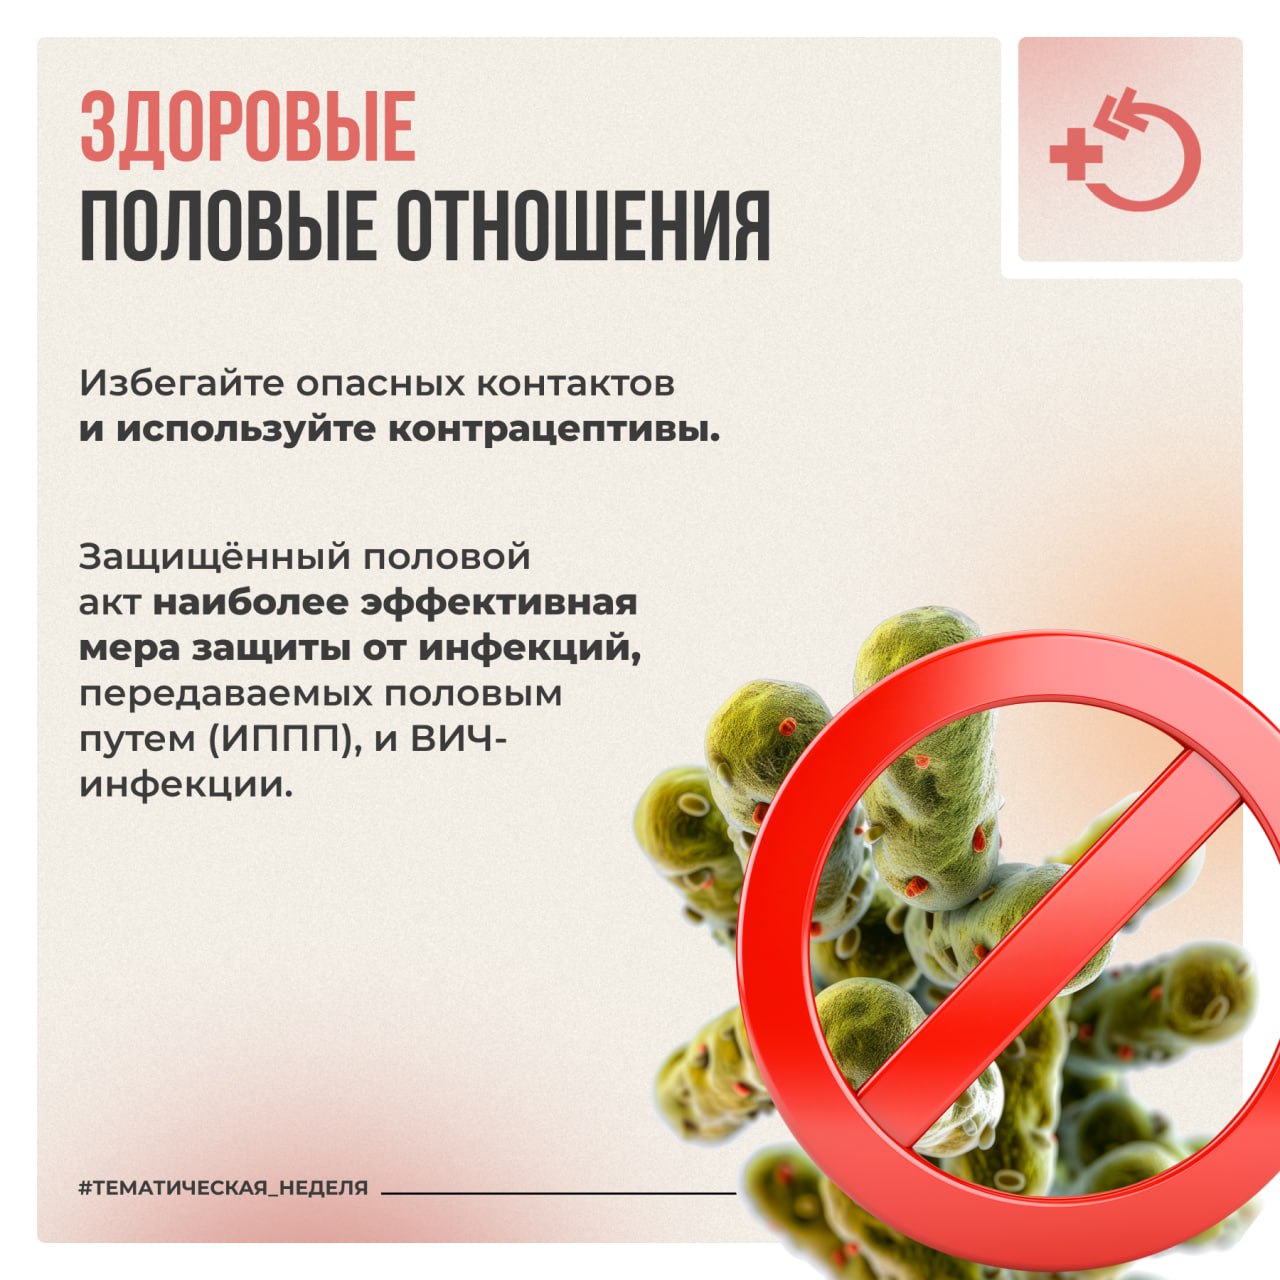 ЗДОРОВЫЕ
ПОЛОВЫЕ ОТНОШЕНИЯ
Избегайте опасных контактов
и используйте контрацептивы.
Защищённый половой
акт наиболее эффективная
мера защиты от инфекций,
передаваемых половым
путем (ИППП), и ВИЧ-
инфекции.
#ТЕМАТИЧЕСКАЯ_НЕДЕЛЯ